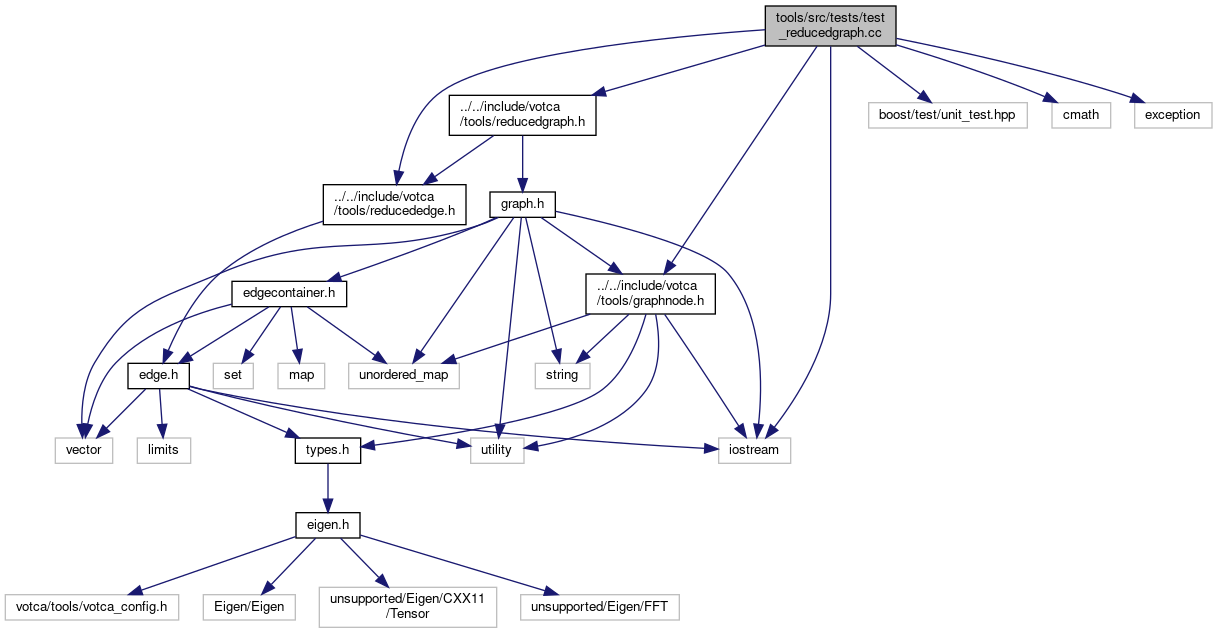 tools/src/tests/test
_reducedgraph.cc
../../include/votca
/tools/reducedgraph.h
boost/test/unit_test.hpp
cmath
exception
../../include/votca
/tools/reducededge.h
graph.h
edgecontainer.h
../../include/votca
/tools/graphnode.h
edge.h
set
map
unordered_map
string
vector
limits
types.h
utility
iostream
eigen.h
votca/tools/votca_config.h
Eigen/Eigen
unsupported/Eigen/CXX11
/Tensor
unsupported/Eigen/FFT